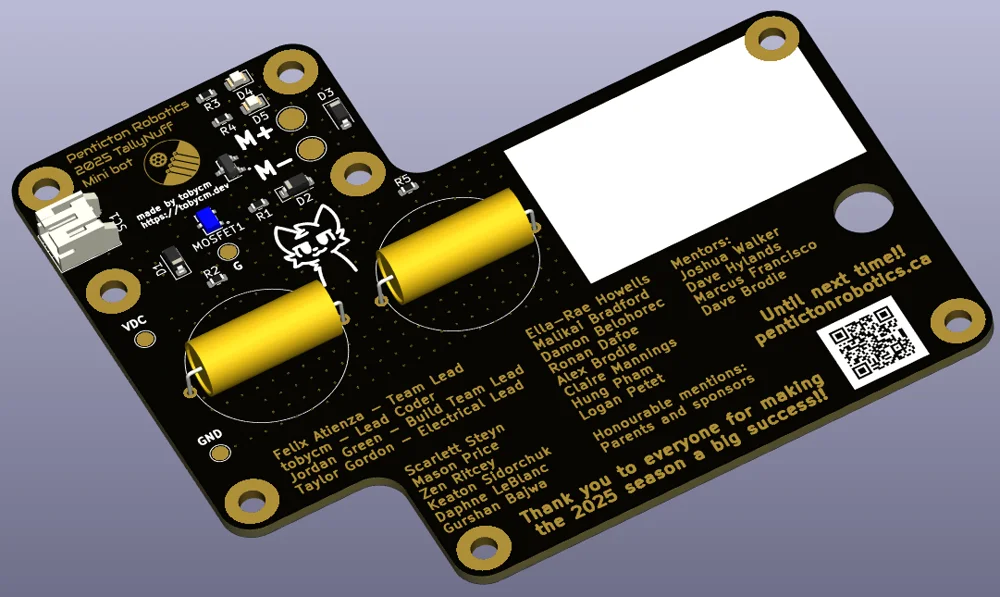 Penticton Robotics
2025 TallyNuff
Mini bot
R3
D4
D5
R4
D3
M+
M-
made by tobycm
https://tobycm.dev
MOSFET1
R1
D2
R5
D1
R2
G
VDC
GND
Felix Atienza - Team Lead
tobycm - Lead Coder
Jordan Green - Build Team Lead
Taylor Gordon - Electrical Lead
Scarlett Steyn
Mason Price
Zen Ritcey
Keaton Sidorchuk
Daphne LeBlanc
Gurshan Bajwa
Ella-Rae Howells
Malikai Bradford
Damon Belohorec
Ronan Dafoe
Alex Brodie
Claire Mannings
Hung Pham
Logan Petet
Mentors:
Joshua Walker
Dave Hylands
Marcus Francisco
Dave Brodie
Honourable mentions:
Parents and sponsors
Until next time!!
pentictonrobotics.ca
Thank you to everyone for making
the 2025 season a big success!!